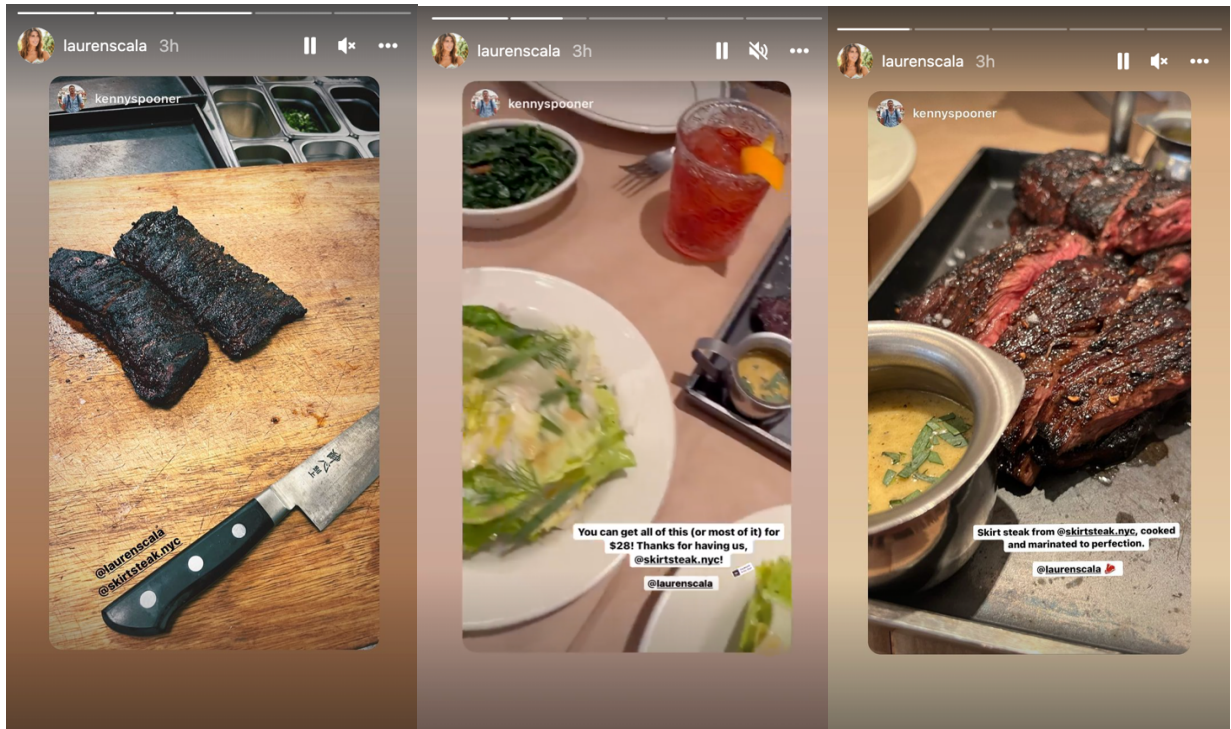 laurenscala 3h
kennyspooner
@laurenscala
@skirtsteak.nyc
laurenscala 3h
kennyspooner
You can get all of this (or most of it) for
$28! Thanks for having us,
@skirtsteak.nyc!
@laurenscala
laurenscala 3h
kennyspooner
Skirt steak from @skirtsteak.nyc, cooked
and marinated to perfection.
@laurenscala 🥩